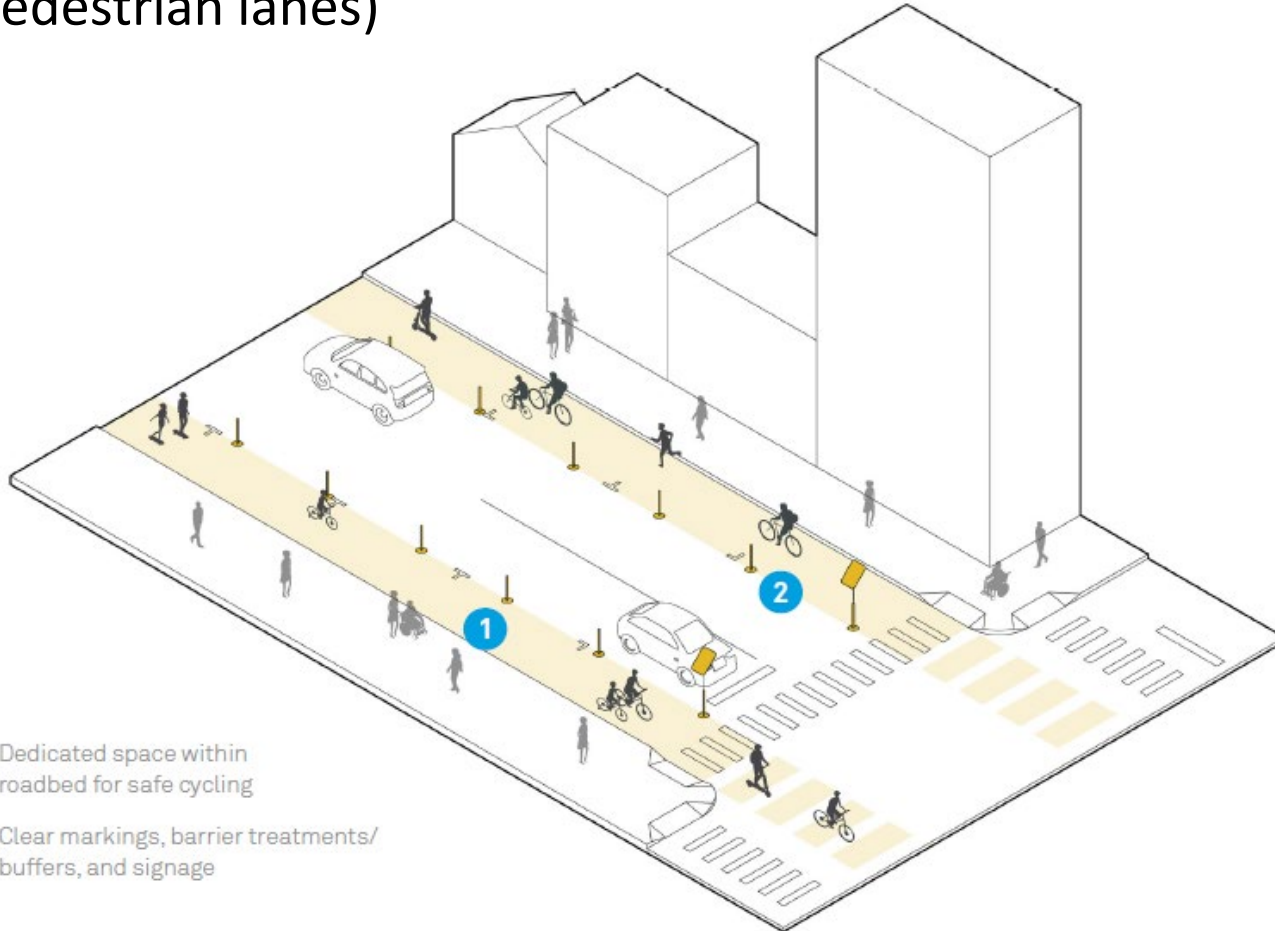 edestrian lanes)
2
1
Dedicated space within
roadbed for safe cycling
Clear markings, barrier treatments/
buffers, and signage